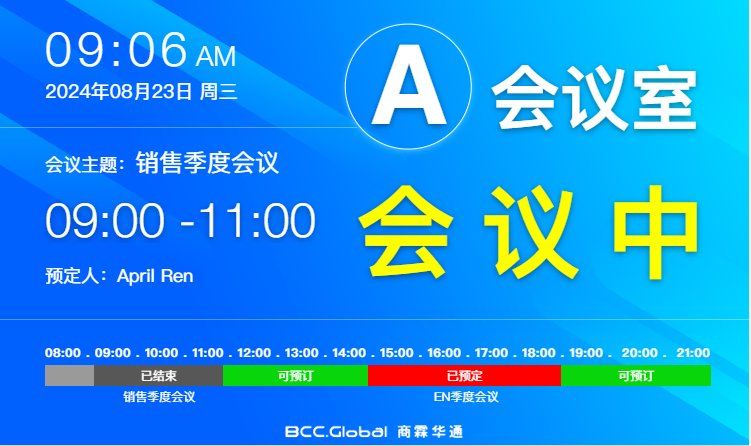 09:06 AM
2024年08月23日 周三
A 会议室
会议主题：销售季度会议
09:00 -11:00
会议中
预定人：April Ren
08:00 . 09:00 . 10:00 . 11:00 . 12:00 . 13:00 . 14:00 . 15:00 . 16:00 . 17:00 . 18:00 . 19:00 . 20:00 . 21:00
已结束 可预订 已预定 可预订
销售季度会议 EN季度会议
BCC.Global 商霖华通